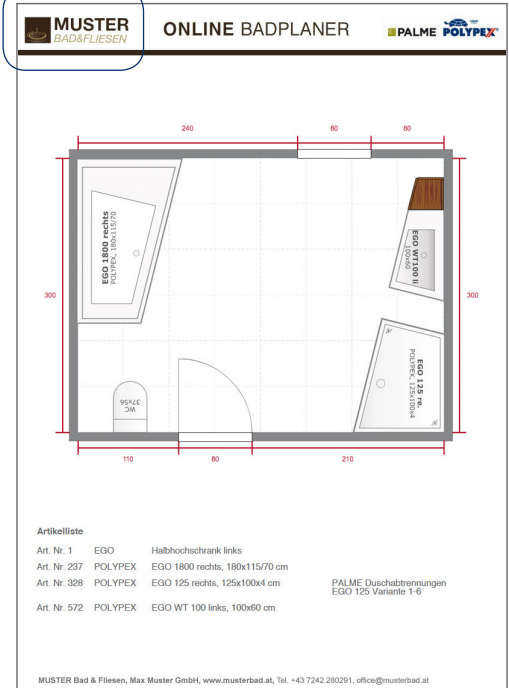 MUSTER
BAD&FLIESEN
ONLINE BADPLANER
PALME
POLYPEX
240 80 80
EGO 1800 rechts
POLYPEX, 180x115/70
EGO WT100 li
100x60
300
300
EGO 125 re.
POLYPEX, 125x100x4
WC
37x56
110 80 210
Artikelliste
Art. Nr. 1 EGO Halbhochschrank links
Art. Nr. 237 POLYPEX EGO 1800 rechts, 180x115/70 cm
Art. Nr. 328 POLYPEX EGO 125 rechts, 125x100x4 cm PALME Duschabtrennungen
EGO 125 Variante 1-6
Art. Nr. 572 POLYPEX EGO WT 100 links, 100x60 cm
MUSTER Bad & Fliesen, Max Muster GmbH, www.musterbad.at, Tel. +43 7242 280291, office@musterbad.at